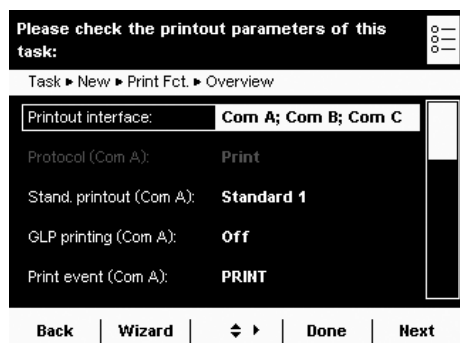 Please check the printout parameters of this
task:
Task ▸ New ▸ Print Fct. ▸ Overview
Printout interface: Com A; Com B; Com C
Protocol (Com A): Print
Stand. printout (Com A): Standard 1
GLP printing (Com A): Off
Print event (Com A): PRINT
Back Wizard Done Next